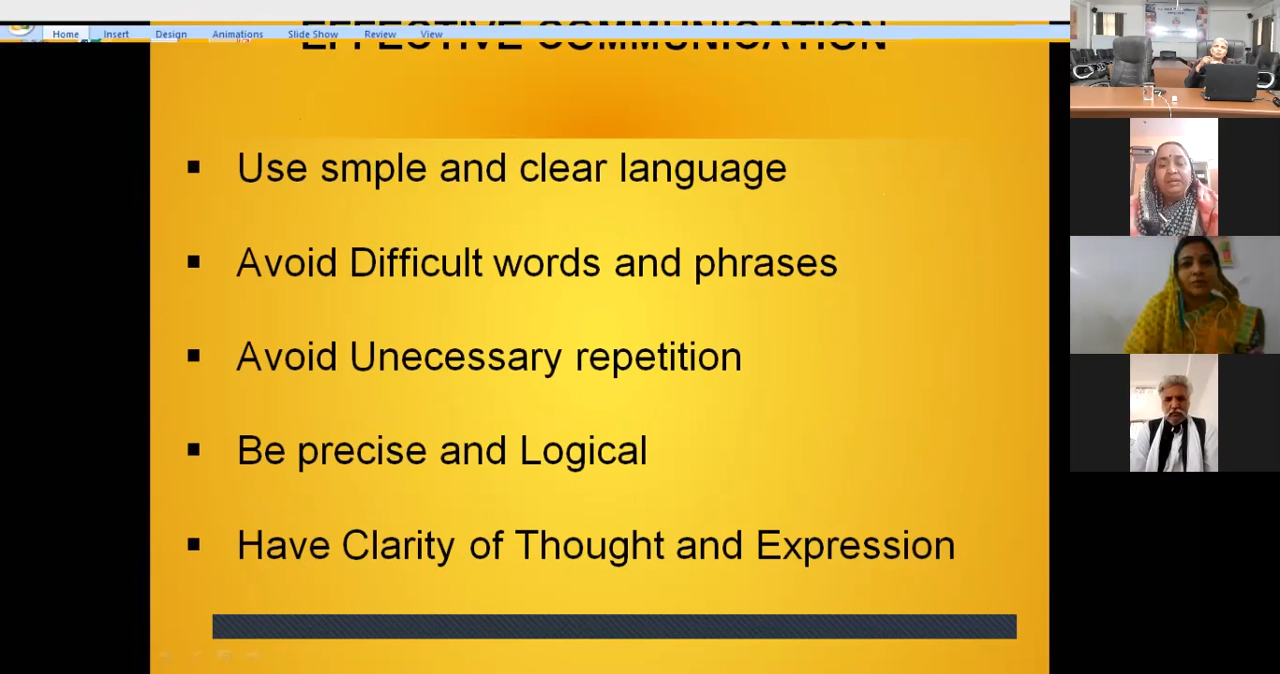 Home Insert Design Animations Slide Show Review View
EFFECTIVE COMMUNICATION
▪ Use smple and clear language
▪ Avoid Difficult words and phrases
▪ Avoid Unecessary repetition
▪ Be precise and Logical
▪ Have Clarity of Thought and Expression